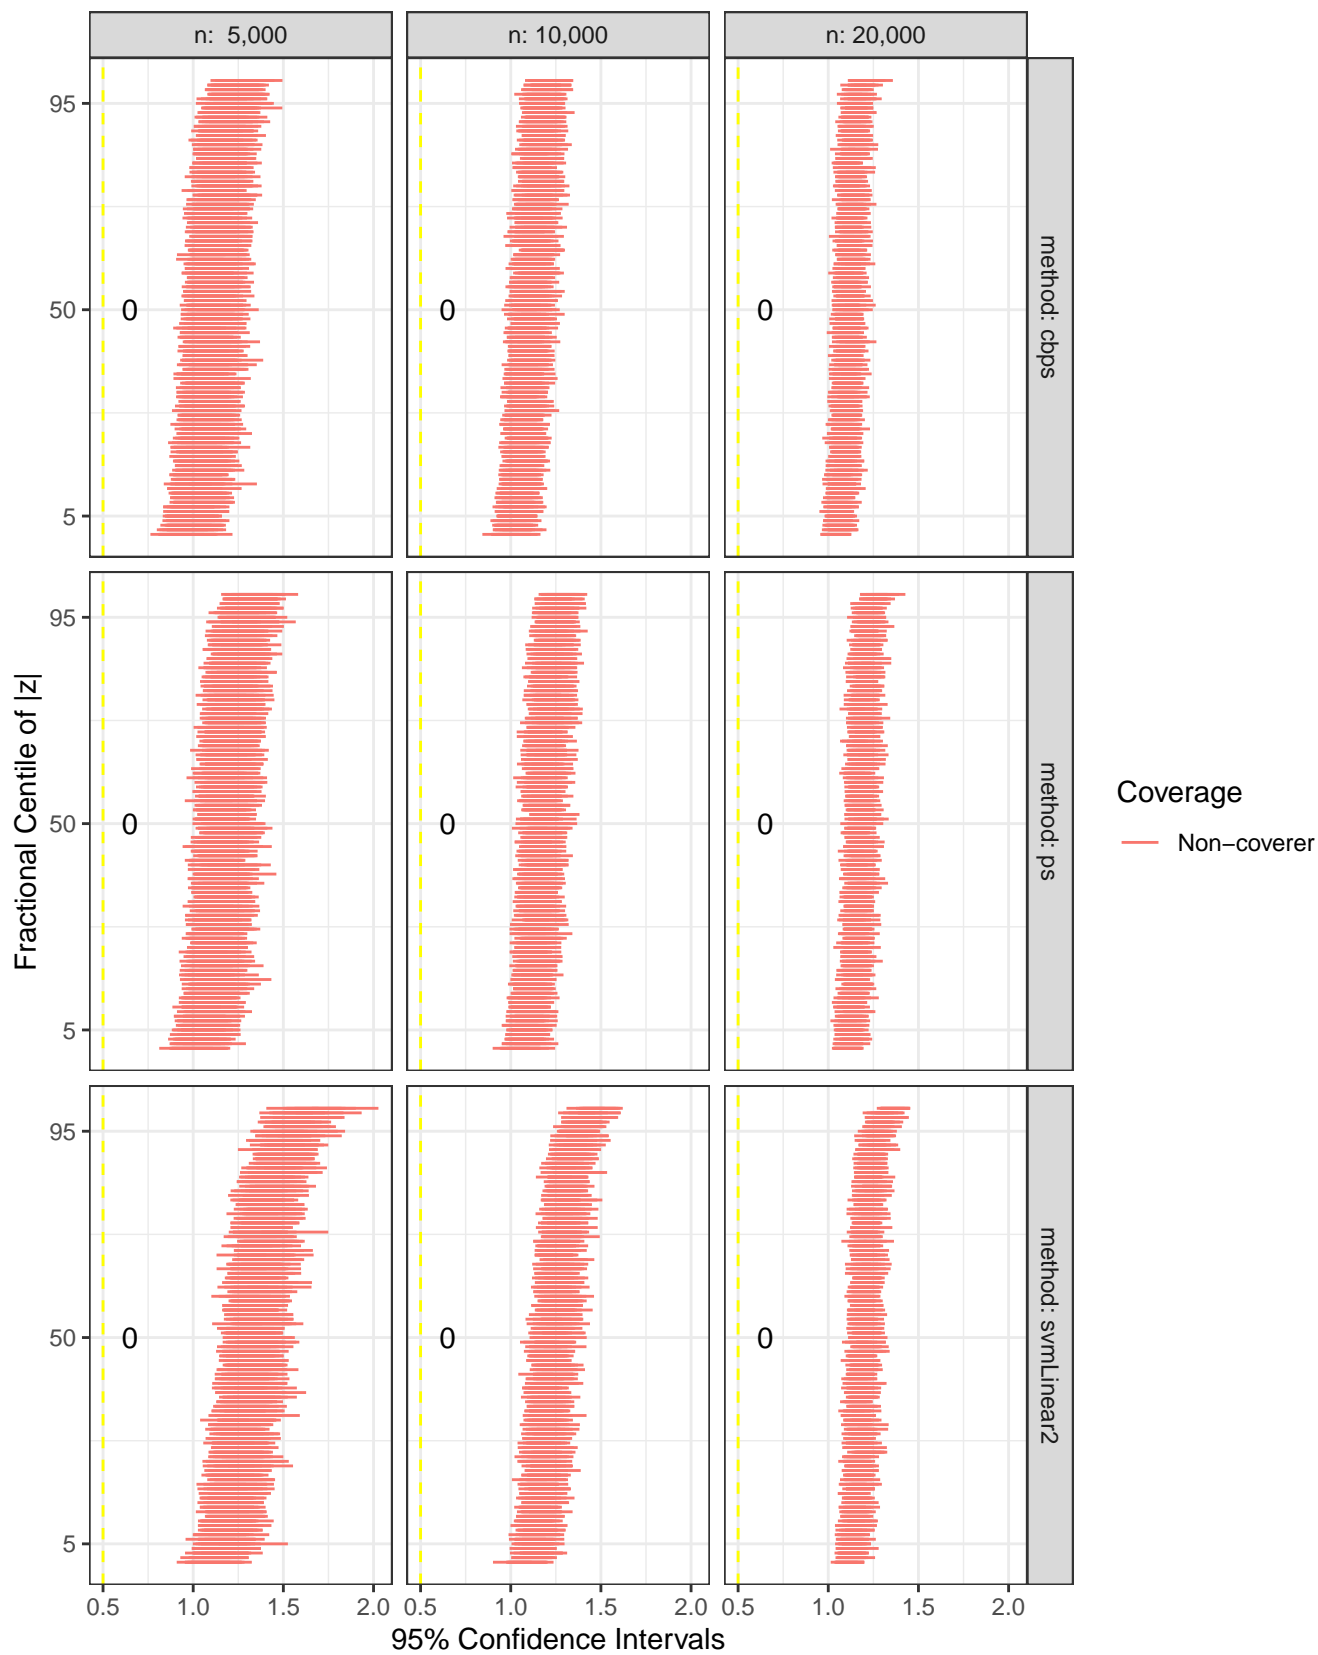 n:  5,000
n: 10,000
n: 20,000
95
50
5
0
0
0
method: cbps
95
50
5
0
0
0
method: ps
95
50
5
0
0
0
method: svmLinear2
0.5 1.0 1.5 2.0
0.5 1.0 1.5 2.0
0.5 1.0 1.5 2.0
95% Confidence Intervals
Fractional Centile of |z|
Coverage
Non−coverer